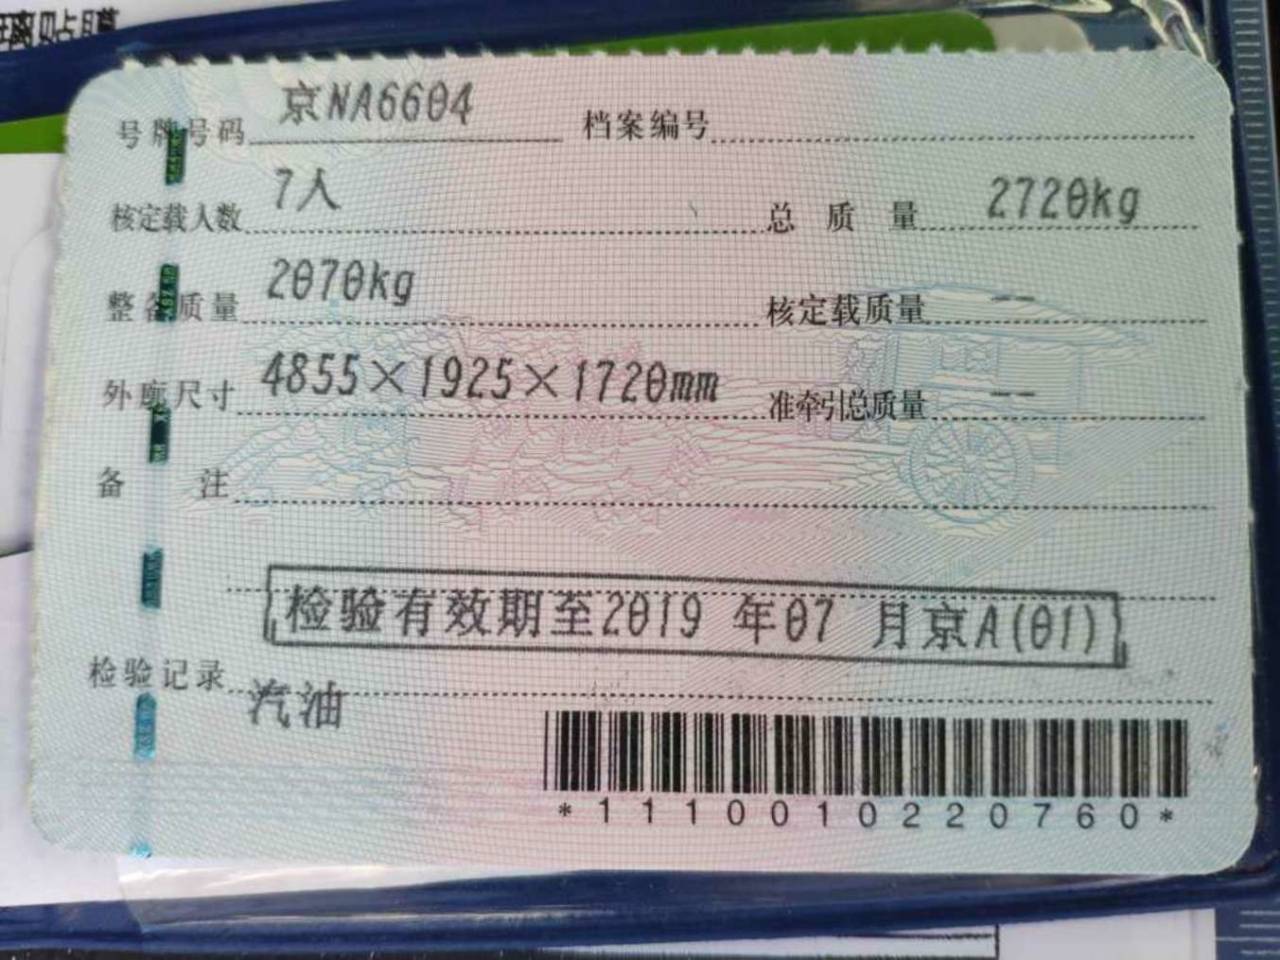 号牌号码 京NA6604 档案编号
核定载人数 7人 总质量 2720kg
整备质量 2070kg 核定载质量 --
外廓尺寸 4855×1925×1720mm 准牵引总质量 --
备注
检验有效期至2019 年07 月京A(01)
检验记录
汽油
*1110010220760*